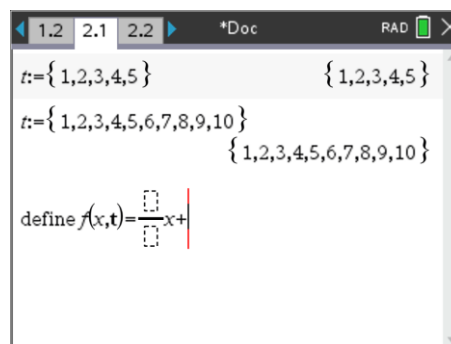 1.2 2.1 2.2 *Doc RAD
t:={1,2,3,4,5} {1,2,3,4,5}
t:={1,2,3,4,5,6,7,8,9,10}
{1,2,3,4,5,6,7,8,9,10}
define f(x,t)=▯/▯x+